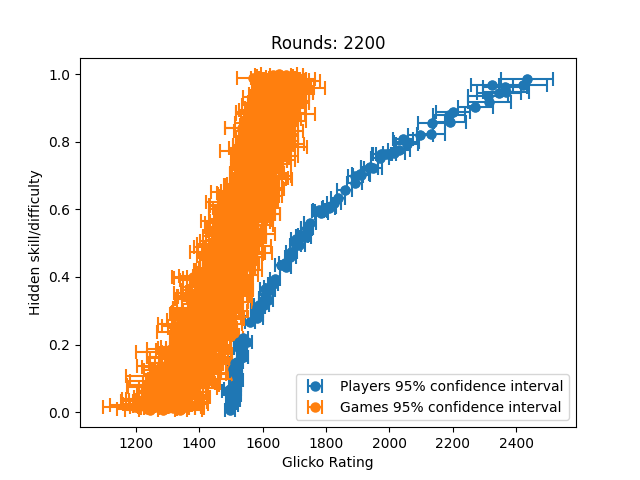 Rounds: 2200
1.0
0.8
0.6
0.4
0.2
0.0
Hidden skill/difficulty
Players 95% confidence interval
Games 95% confidence interval
1200 1400 1600 1800 2000 2200 2400
Glicko Rating